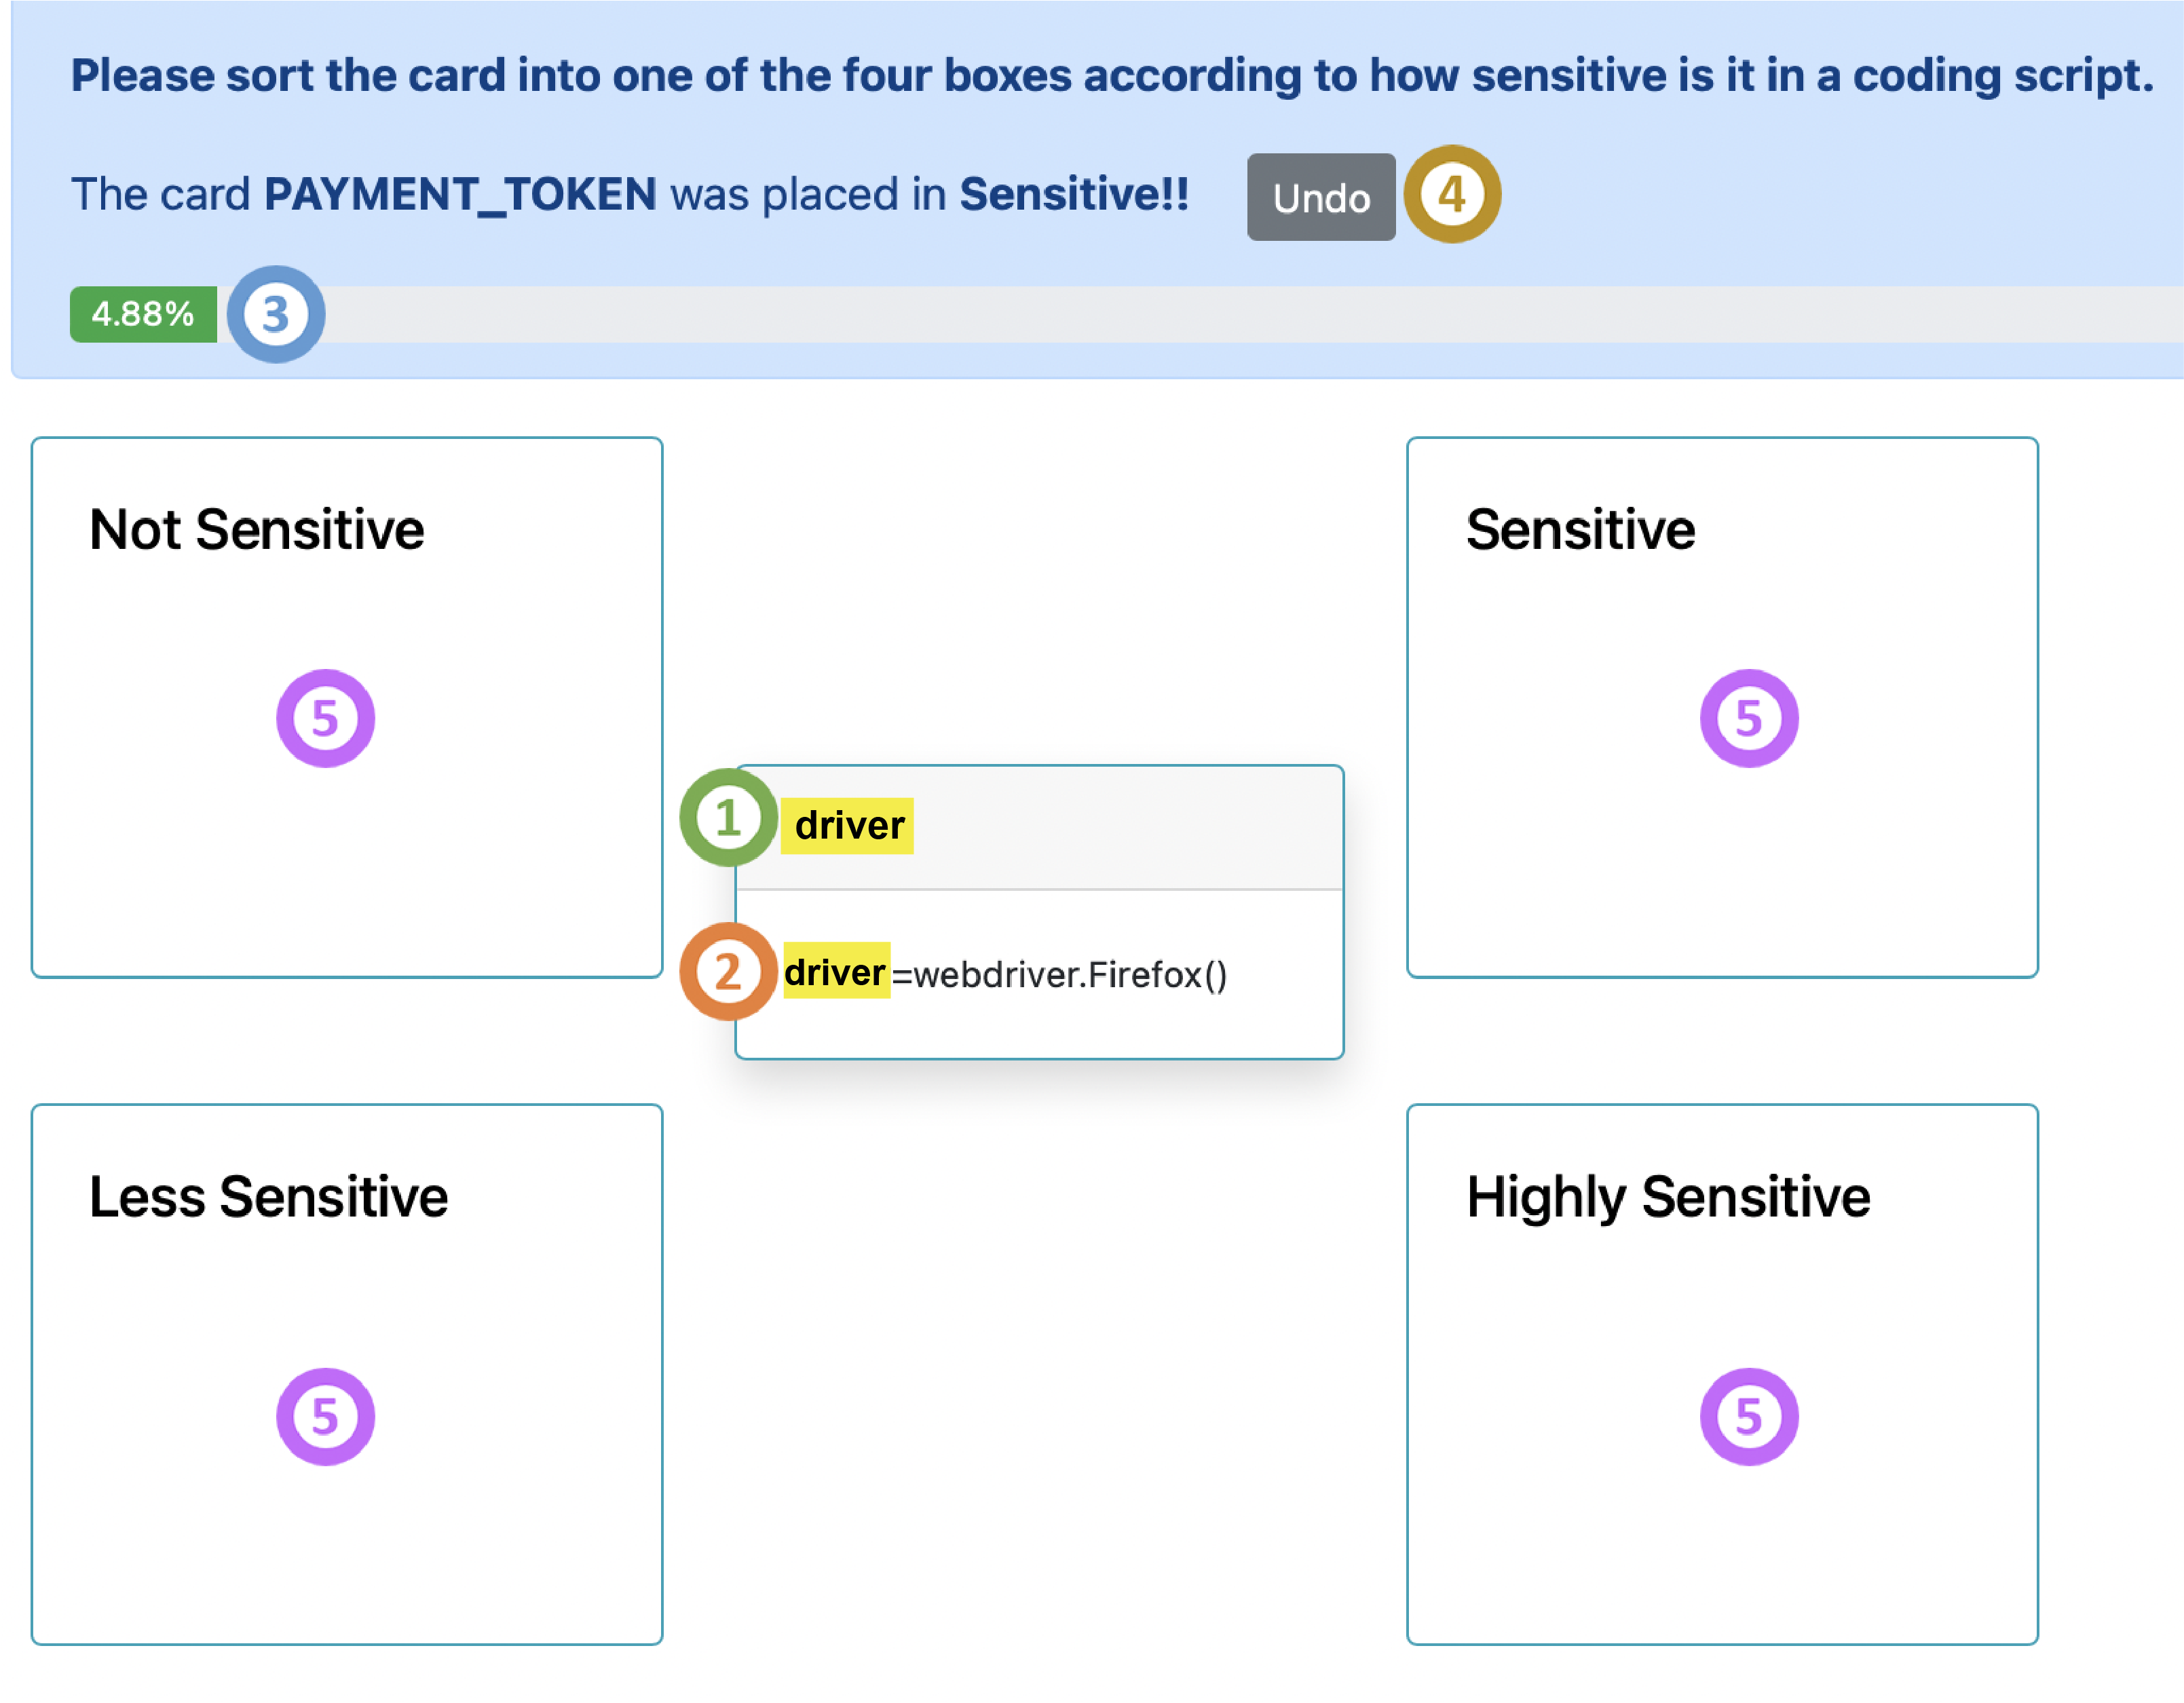 Please sort the card into one of the four boxes according to how sensitive is it in a coding script.
The card PAYMENT_TOKEN was placed in Sensitive!! Undo 4
4.88% 3
Not Sensitive
Sensitive
5
5
1 driver
2 driver=webdriver.Firefox()
Less Sensitive
Highly Sensitive
5
5